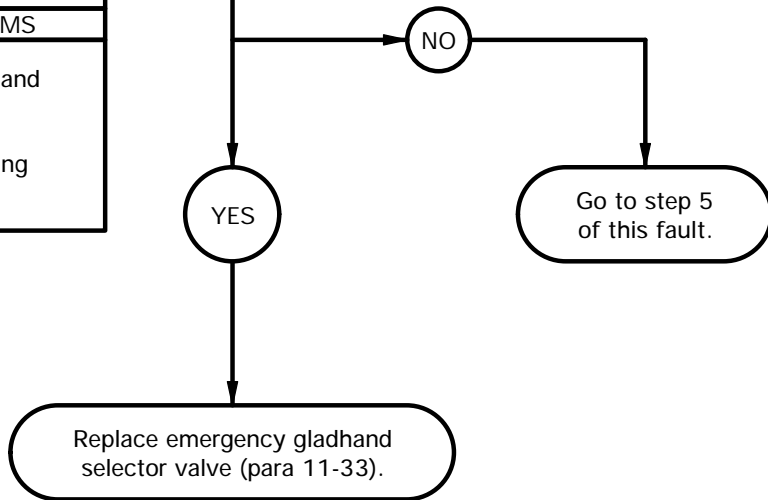 MS
and
ng
NO
YES
Go to step 5
of this fault.
Replace emergency gladhand
selector valve (para 11-33).